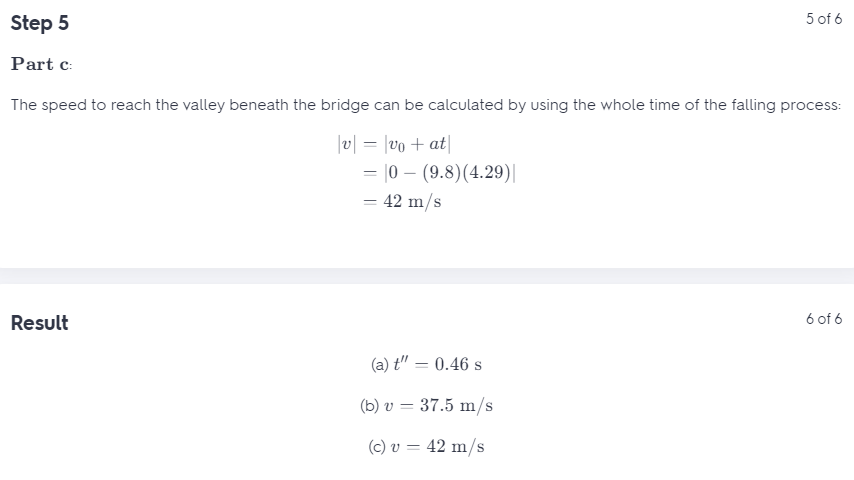 Step 5
5 of 6
Part c:
The speed to reach the valley beneath the bridge can be calculated by using the whole time of the falling process:
|v| = |v₀ + at|
= |0 − (9.8)(4.29)|
= 42 m/s
Result
6 of 6
(a) t″ = 0.46 s
(b) v = 37.5 m/s
(c) v = 42 m/s